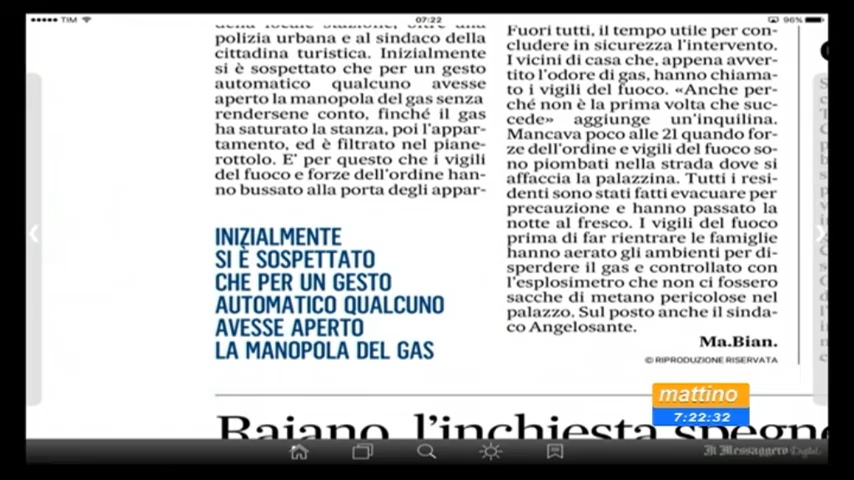 TIM
07:22
96%
della locale stazione, oltre alla
polizia urbana e al sindaco della
cittadina turistica. Inizialmente
si è sospettato che per un gesto
automatico qualcuno avesse
aperto la manopola del gas senza
rendersene conto, finché il gas
ha saturato la stanza, poi l'appar-
tamento, ed è filtrato nel piane-
rottolo. E' per questo che i vigili
del fuoco e forze dell'ordine han-
no bussato alla porta degli appar-
INIZIALMENTE
SI È SOSPETTATO
CHE PER UN GESTO
AUTOMATICO QUALCUNO
AVESSE APERTO
LA MANOPOLA DEL GAS
Fuori tutti, il tempo utile per con-
cludere in sicurezza l'intervento.
I vicini di casa che, appena avver-
tito l'odore di gas, hanno chiama-
to i vigili del fuoco. «Anche per-
ché non è la prima volta che suc-
cede» aggiunge un'inquilina.
Mancava poco alle 21 quando for-
ze dell'ordine e vigili del fuoco so-
no piombati nella strada dove si
affaccia la palazzina. Tutti i resi-
denti sono stati fatti evacuare per
precauzione e hanno passato la
notte al fresco. I vigili del fuoco
prima di far rientrare le famiglie
hanno aerato gli ambienti per di-
sperdere il gas e controllato con
l'esplosimetro che non ci fossero
sacche di metano pericolose nel
palazzo. Sul posto anche il sinda-
co Angelosante.
Ma.Bian.
© RIPRODUZIONE RISERVATA
mattino
7:22:32
Raiano, l'inchiesta spegne
Il Messaggero Digital